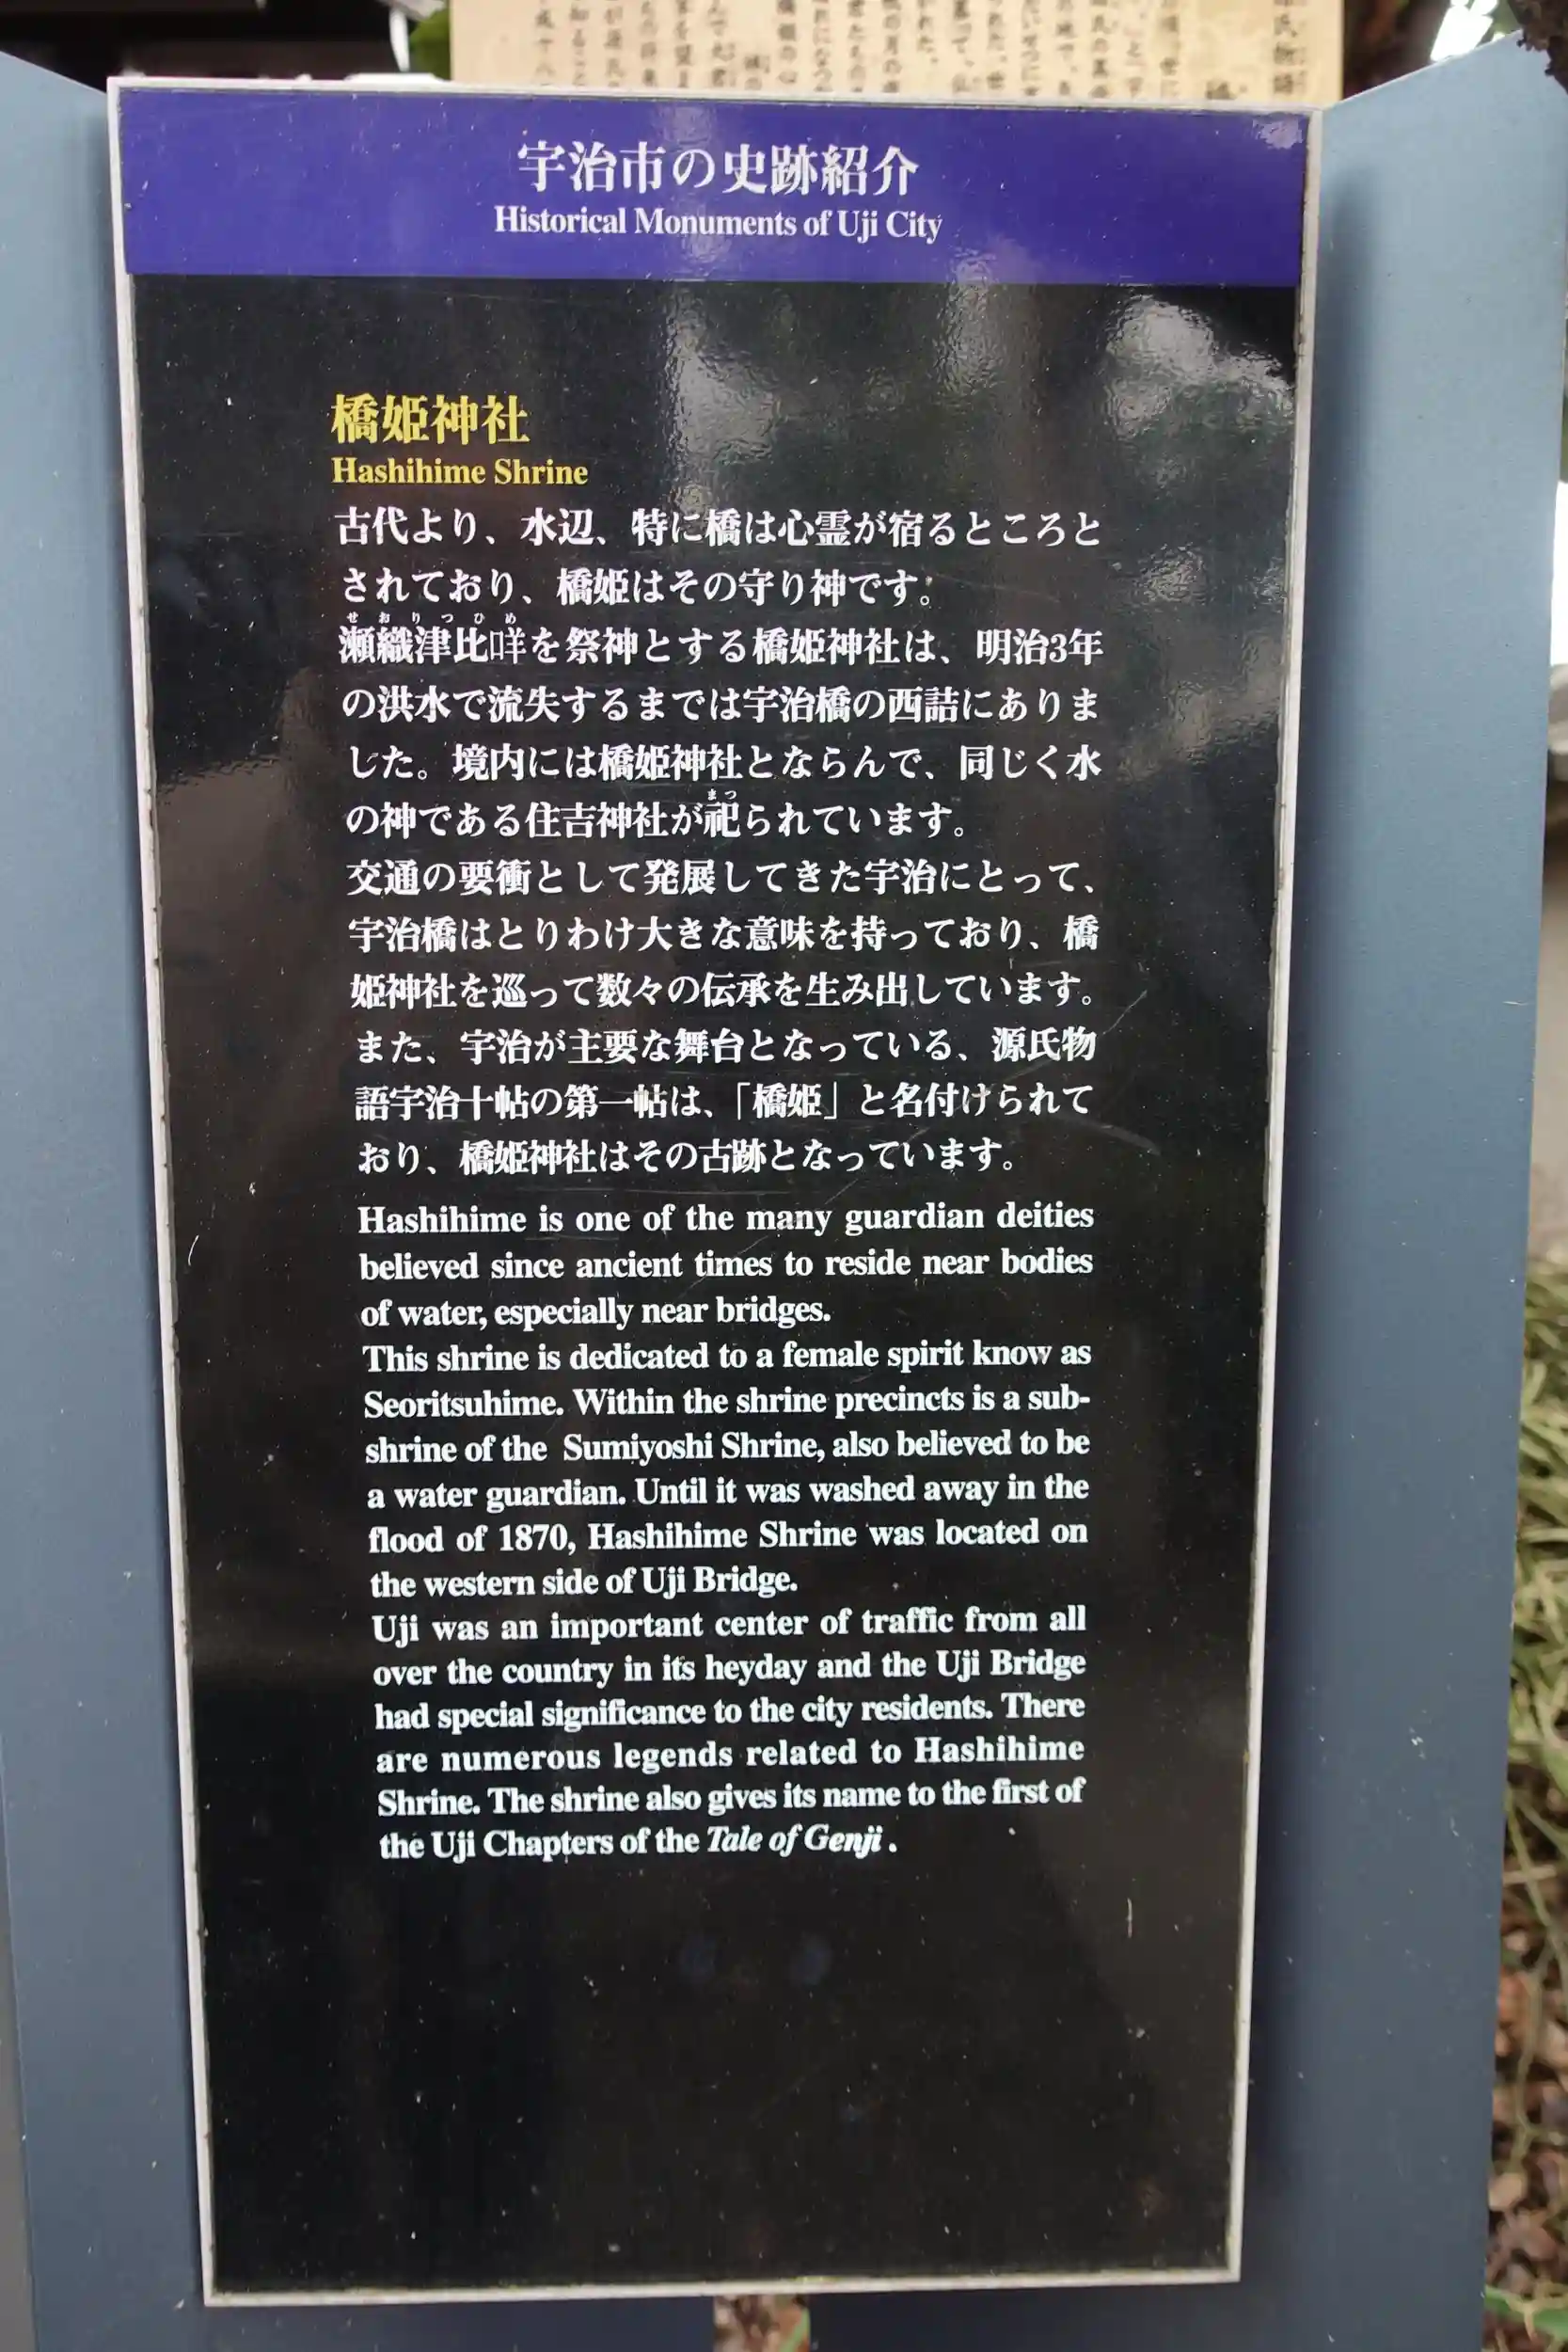 宇治市の史跡紹介
Historical Monuments of Uji City
橋姫神社
Hashihime Shrine
古代より、水辺、特に橋は心霊が宿るところと
されており、橋姫はその守り神です。
せおりつひめ
瀬織津比咩を祭神とする橋姫神社は、明治3年
の洪水で流失するまでは宇治橋の西詰にありま
した。境内には橋姫神社とならんで、同じく水
まつ
の神である住吉神社が祀られています。
交通の要衝として発展してきた宇治にとって、
宇治橋はとりわけ大きな意味を持っており、橋
姫神社を巡って数々の伝承を生み出しています。
また、宇治が主要な舞台となっている、源氏物
語宇治十帖の第一帖は、「橋姫」と名付けられて
おり、橋姫神社はその古跡となっています。
Hashihime is one of the many guardian deities
believed since ancient times to reside near bodies
of water, especially near bridges.
This shrine is dedicated to a female spirit know as
Seoritsuhime. Within the shrine precincts is a sub-
shrine of the Sumiyoshi Shrine, also believed to be
a water guardian. Until it was washed away in the
flood of 1870, Hashihime Shrine was located on
the western side of Uji Bridge.
Uji was an important center of traffic from all
over the country in its heyday and the Uji Bridge
had special significance to the city residents. There
are numerous legends related to Hashihime
Shrine. The shrine also gives its name to the first of
the Uji Chapters of the Tale of Genji .